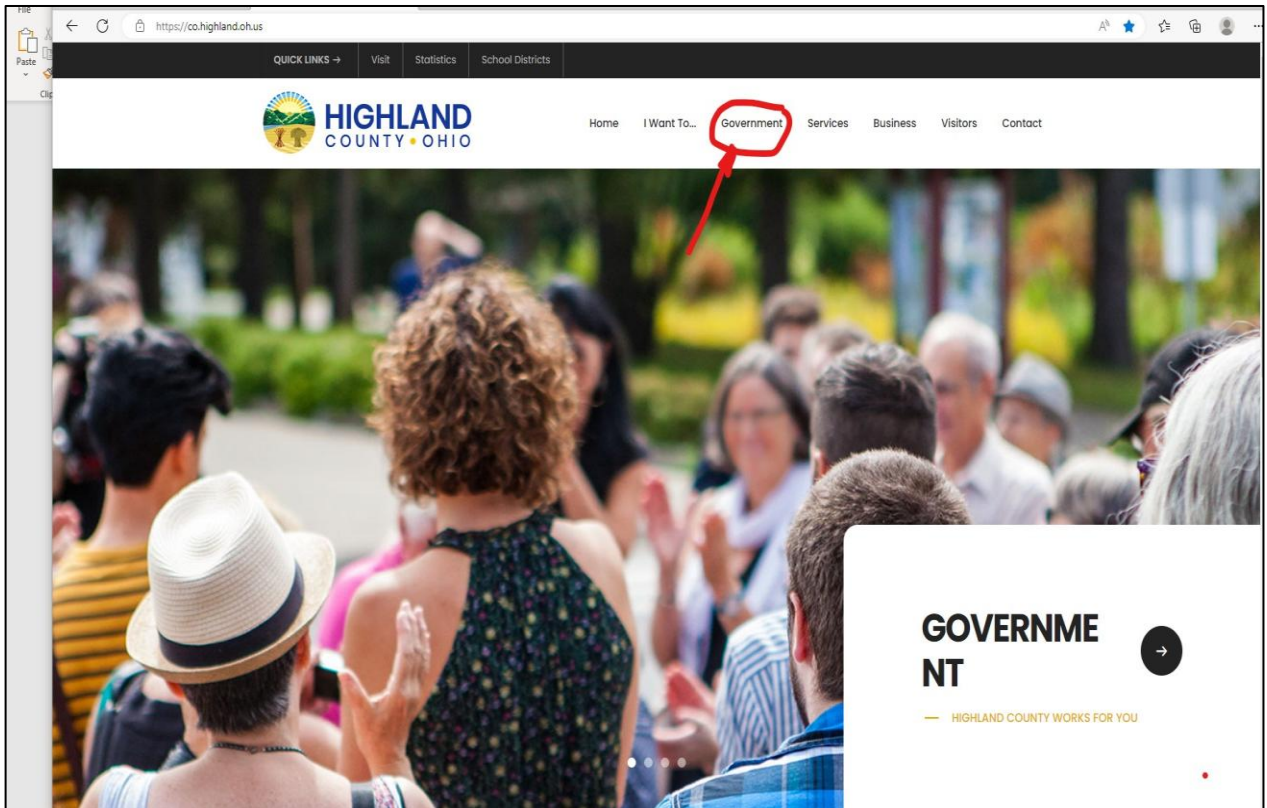 File
https://co.highland.oh.us
Paste
Clip
QUICK LINKS → Visit Statistics School Districts
HIGHLAND
COUNTY • OHIO
Home I Want To... Government Services Business Visitors Contact
GOVERNME
NT
→
— HIGHLAND COUNTY WORKS FOR YOU